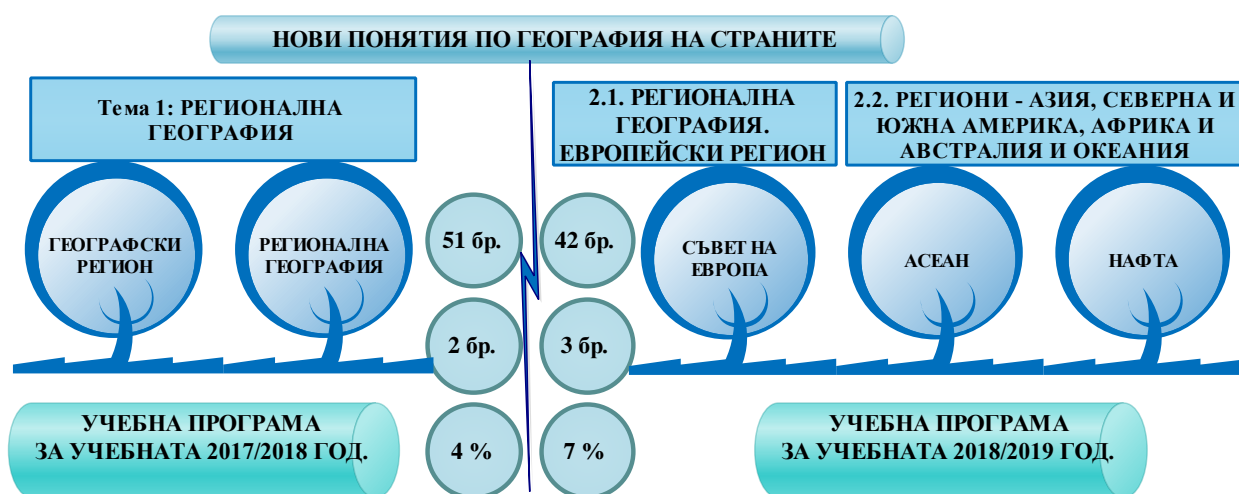 НОВИ ПОНЯТИЯ ПО ГЕОГРАФИЯ НА СТРАНИТЕ
Тема 1: РЕГИОНАЛНА
ГЕОГРАФИЯ
2.1. РЕГИОНАЛНА
ГЕОГРАФИЯ.
ЕВРОПЕЙСКИ РЕГИОН
2.2. РЕГИОНИ - АЗИЯ, СЕВЕРНА И
ЮЖНА АМЕРИКА, АФРИКА И
АВСТРАЛИЯ И ОКЕАНИЯ
ГЕОГРАФСКИ
РЕГИОН
РЕГИОНАЛНА
ГЕОГРАФИЯ
51 бр.
42 бр.
СЪВЕТ НА
ЕВРОПА
АСЕАН
НАФТА
2 бр.
3 бр.
4 %
7 %
УЧЕБНА ПРОГРАМА
ЗА УЧЕБНАТА 2017/2018 ГОД.
УЧЕБНА ПРОГРАМА
ЗА УЧЕБНАТА 2018/2019 ГОД.